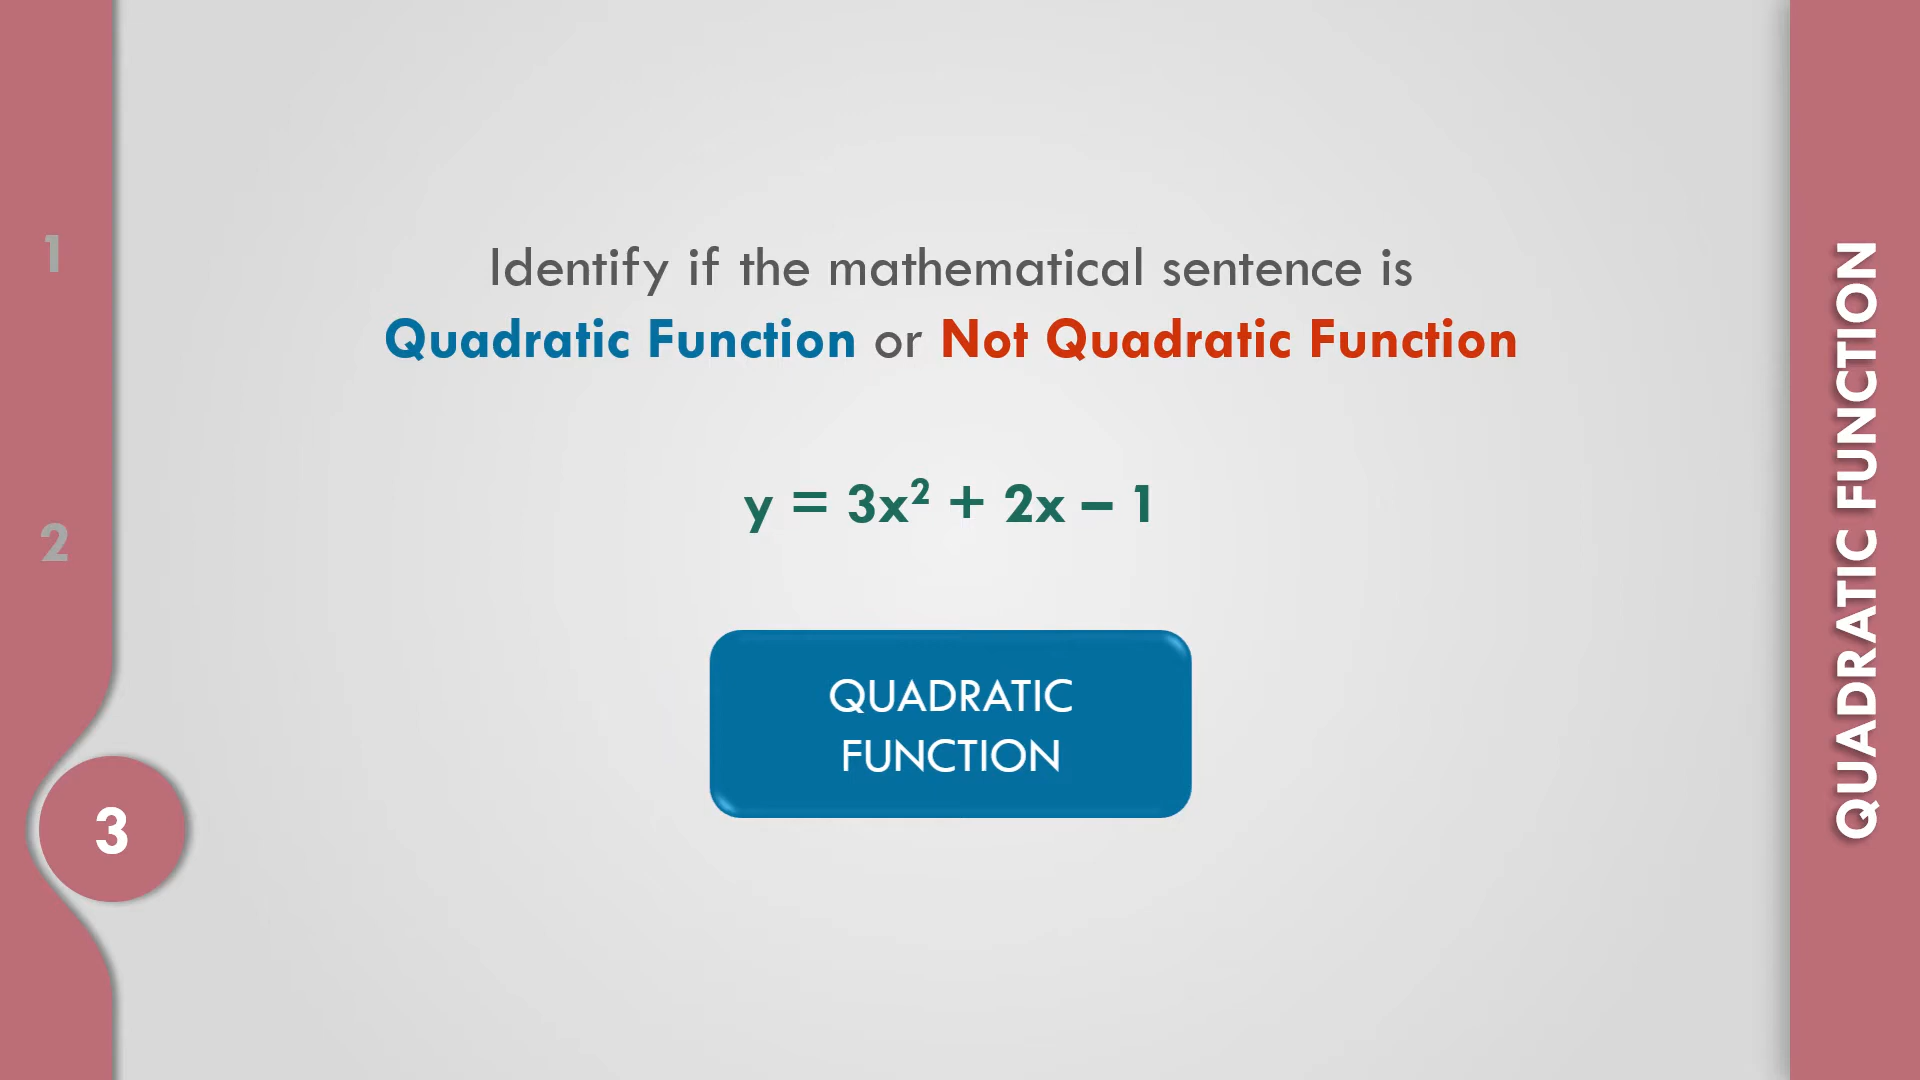 1
2
3
Identify if the mathematical sentence is
Quadratic Function or Not Quadratic Function
y = 3x² + 2x – 1
QUADRATIC
FUNCTION
QUADRATIC FUNCTION